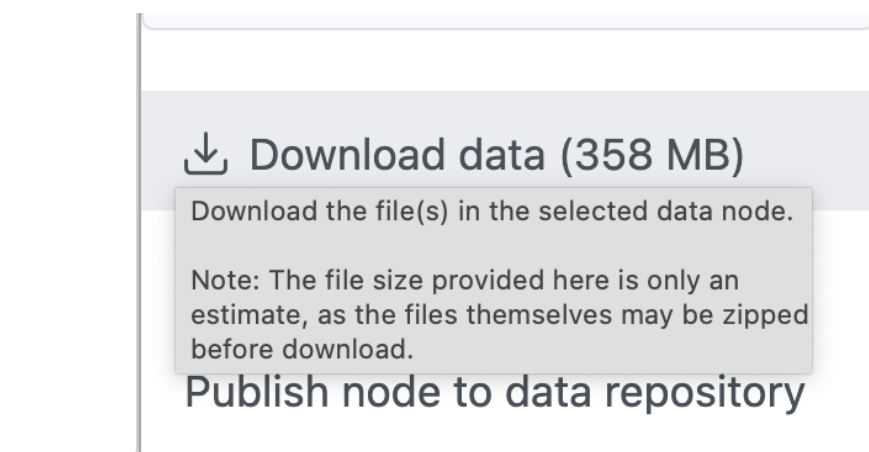 Download data (358 MB)
Download the file(s) in the selected data node.
Note: The file size provided here is only an
estimate, as the files themselves may be zipped
before download.
Publish node to data repository